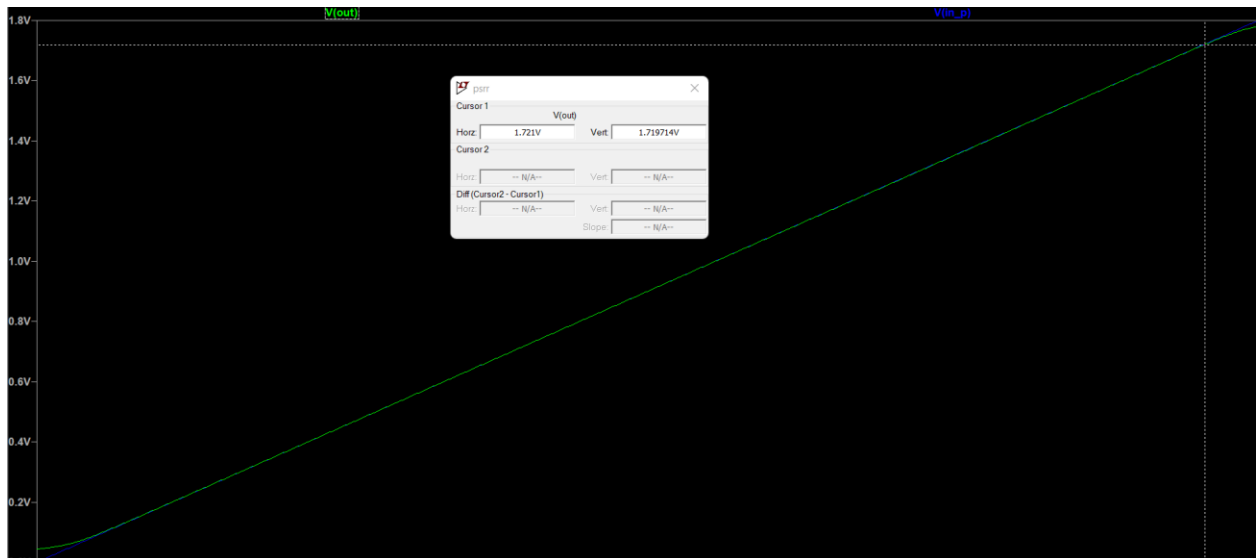 V(out) V(in_p)
1.8V
1.6V
1.4V
1.2V
1.0V
0.8V
0.6V
0.4V
0.2V
psrr
Cursor 1
V(out)
Horz: 1.721V Vert: 1.719714V
Cursor 2
Horz: -- N/A-- Vert: -- N/A--
Diff (Cursor2 - Cursor1)
Horz: -- N/A-- Vert: -- N/A--
Slope: -- N/A--